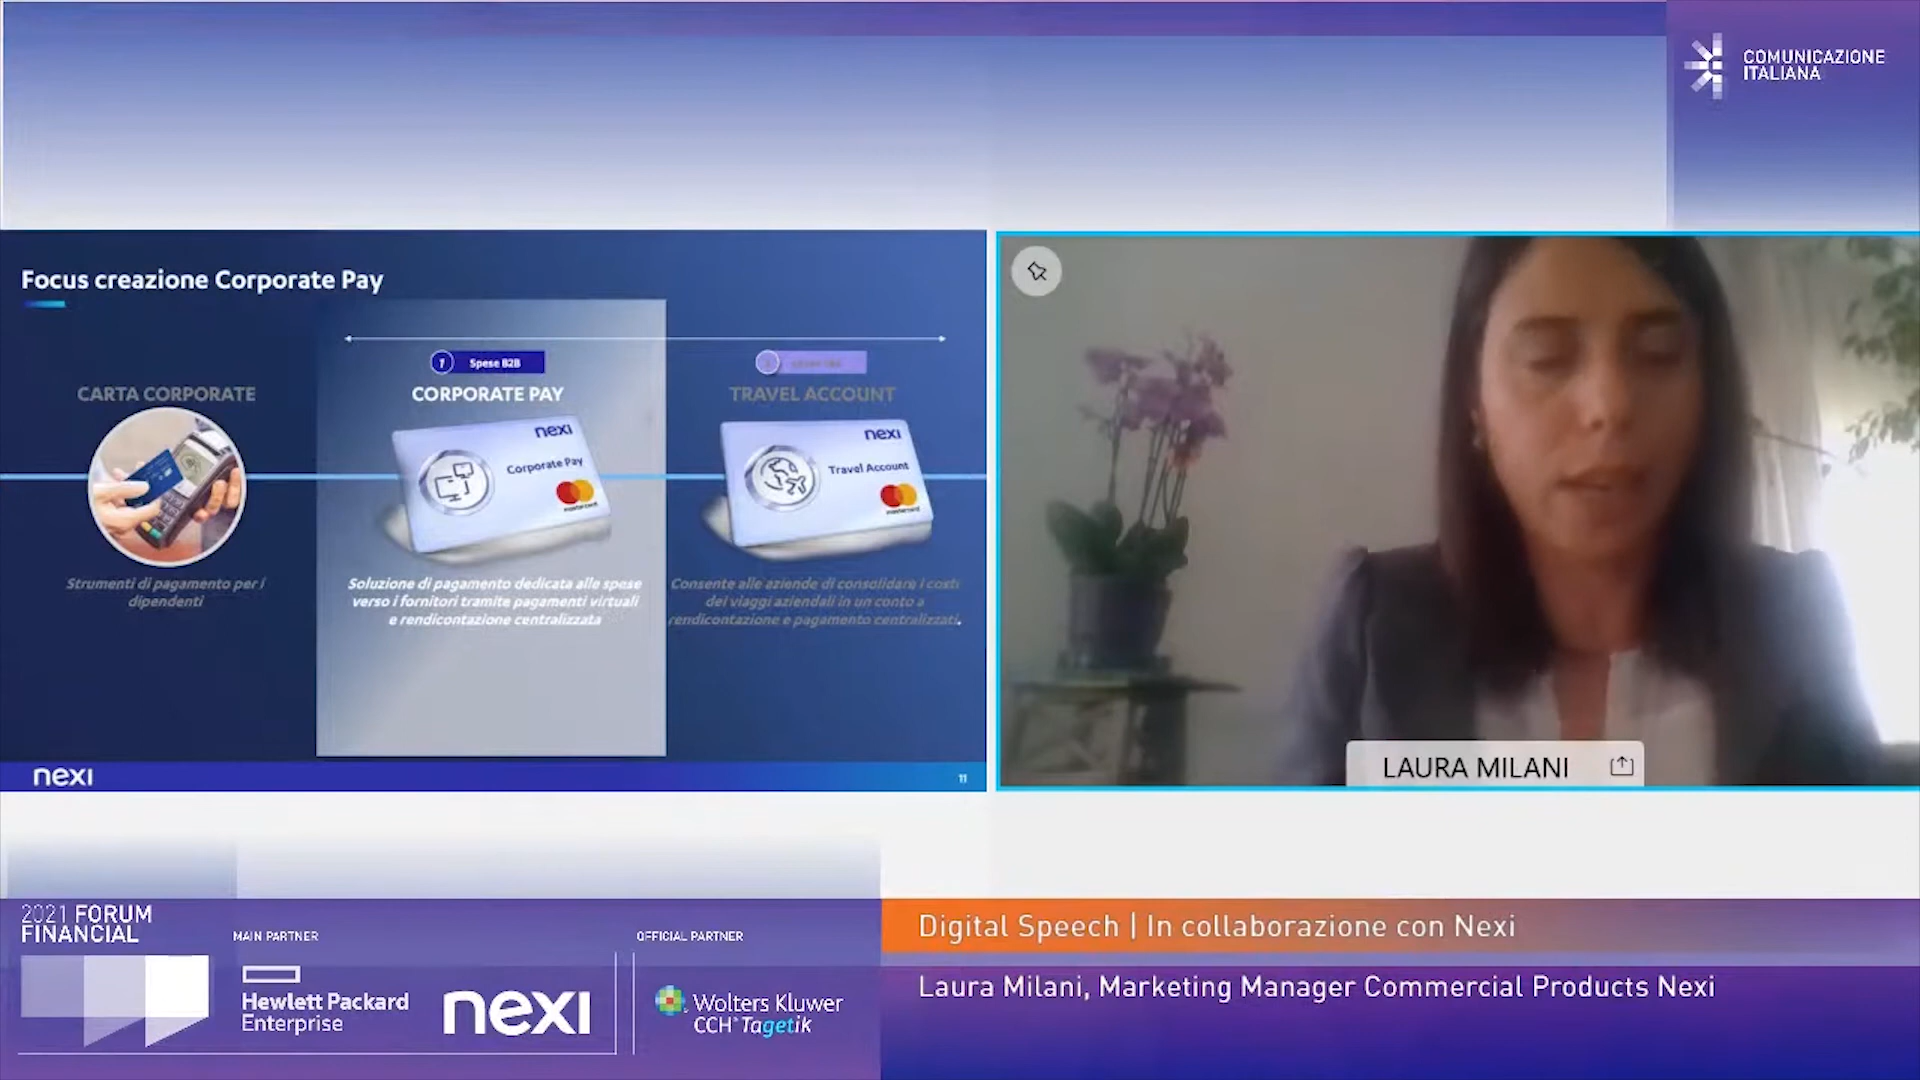 COMUNICAZIONE
ITALIANA
Focus creazione Corporate Pay
1 Spese B2B
CARTA CORPORATE
CORPORATE PAY
TRAVEL ACCOUNT
nexi
Corporate Pay
mastercard
nexi
Travel Account
mastercard
Strumenti di pagamento per i
dipendenti
Soluzione di pagamento dedicata alle spese
verso i fornitori tramite pagamenti virtuali
e rendicontazione centralizzata
Consente alle aziende di consolidare i costi
dei viaggi aziendali in un conto a
rendicontazione e pagamento centralizzati.
nexi
11
LAURA MILANI
2021 FORUM
FINANCIAL
MAIN PARTNER
Hewlett Packard
Enterprise
nexi
OFFICIAL PARTNER
Wolters Kluwer
CCH® Tagetik
Digital Speech | In collaborazione con Nexi
Laura Milani, Marketing Manager Commercial Products Nexi